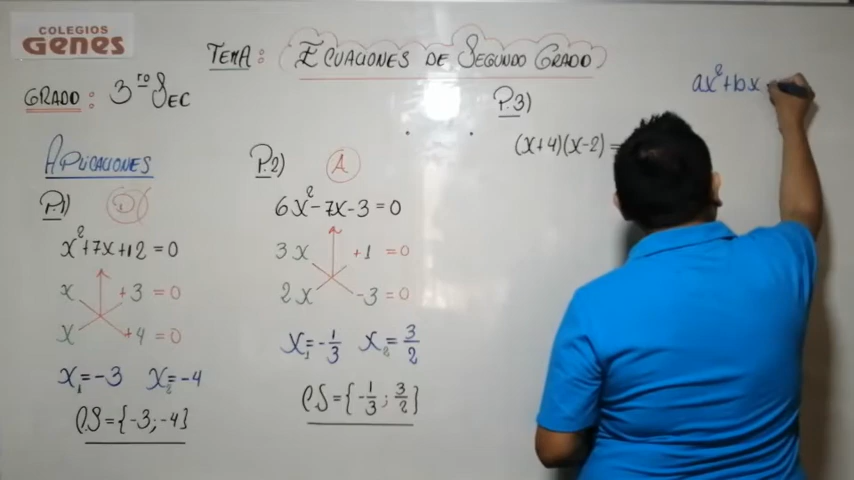 COLEGIOS
Genes
TEMA: ECUACIONES DE SEGUNDO GRADO
GRADO: 3ro SEC
APLICACIONES
P.1) D
x²+7x+12=0
x +3=0
x +4=0
x₁=-3 x₂=-4
C.S={-3;-4}
P.2) A
6x²-7x-3=0
3x +1=0
2x -3=0
x₁=-1/3 x₂=3/2
C.S={-1/3;3/2}
P.3)
(x+4)(x-2)=
ax²+bx